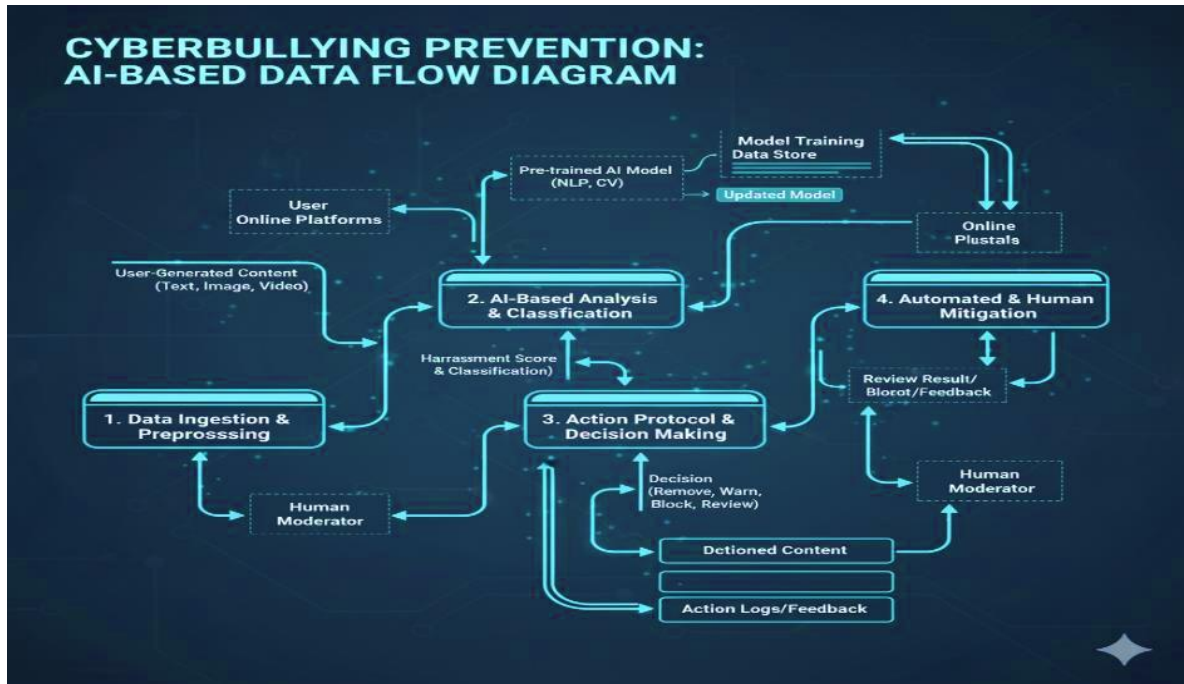 CYBERBULLYING PREVENTION:
AI-BASED DATA FLOW DIAGRAM
Model Training
Data Store
Pre-trained AI Model
(NLP, CV)
Updated Model
User
Online Platforms
Online
Plustals
User-Generated Content
(Text, Image, Video)
2. AI-Based Analysis
& Classfication
4. Automated & Human
Mitigation
Harrassment Score
& Classification)
Review Result/
Blorot/Feedback
1. Data Ingestion &
Preprosssing
3. Action Protocol &
Decision Making
Decision
(Remove, Warn,
Block, Review)
Human
Moderator
Human
Moderator
Dctioned Content
Action Logs/Feedback